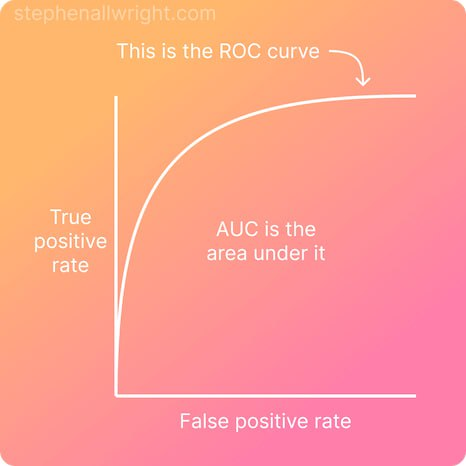 stephenallwright.com
This is the ROC curve
True
positive
rate
AUC is the
area under it
False positive rate